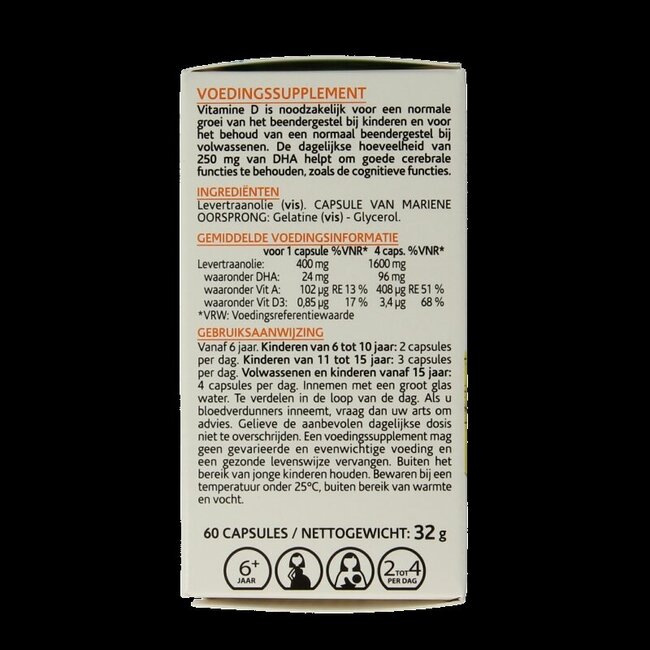 VOEDINGSSUPPLEMENT
Vitamine D is noodzakelijk voor een normale
groei van het beendergestel bij kinderen en voor
het behoud van een normaal beendergestel bij
volwassenen. De dagelijkse hoeveelheid van
250 mg van DHA helpt om goede cerebrale
functies te behouden, zoals de cognitieve functies.
INGREDIËNTEN
Levertraanolie (vis). CAPSULE VAN MARIENE
OORSPRONG: Gelatine (vis) - Glycerol.
GEMIDDELDE VOEDINGSINFORMATIE
voor 1 capsule %VNR* 4 caps. %VNR*
Levertraanolie: 400 mg 1600 mg
waaronder DHA: 24 mg 96 mg
waaronder Vit A: 102 µg RE 13 % 408 µg RE 51 %
waaronder Vit D3: 0,85 µg 17 % 3,4 µg 68 %
*VRW: Voedingsreferentiewaarde
GEBRUIKSAANWIJZING
Vanaf 6 jaar. Kinderen van 6 tot 10 jaar: 2 capsules
per dag. Kinderen van 11 tot 15 jaar: 3 capsules
per dag. Volwassenen en kinderen vanaf 15 jaar:
4 capsules per dag. Innemen met een groot glas
water. Te verdelen in de loop van de dag. Als u
bloedverdunners inneemt, vraag dan uw arts om
advies. Gelieve de aanbevolen dagelijkse dosis
niet te overschrijden. Een voedingssupplement mag
geen gevarieerde en evenwichtige voeding en
een gezonde levenswijze vervangen. Buiten het
bereik van jonge kinderen houden. Bewaren bij een
temperatuur onder 25°C, buiten bereik van warmte
en vocht.
60 CAPSULES / NETTOGEWICHT: 32 g
6+
JAAR
2 TOT 4
PER DAG